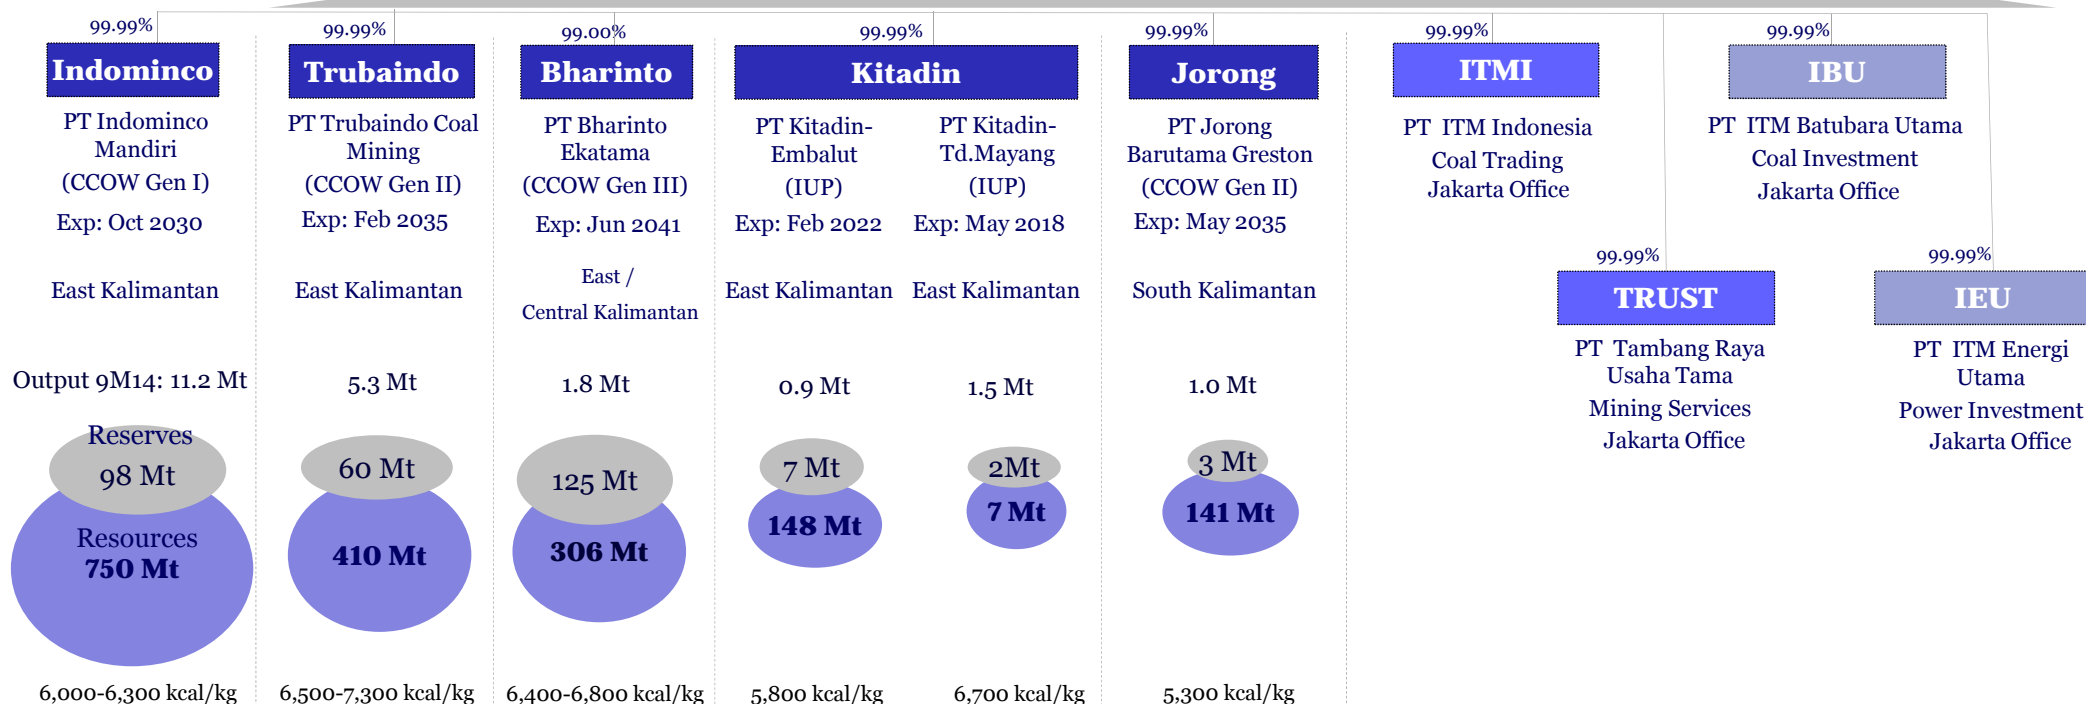 99.99%
Indominco
PT Indominco
Mandiri
(CCOW Gen I)
Exp: Oct 2030
East Kalimantan
Output 9M14: 11.2 Mt
Reserves
98 Mt
Resources
750 Mt
6,000-6,300 kcal/kg
99.99%
Trubaindo
PT Trubaindo Coal
Mining
(CCOW Gen II)
Exp: Feb 2035
East Kalimantan
5.3 Mt
60 Mt
410 Mt
6,500-7,300 kcal/kg
99.00%
Bharinto
PT Bharinto
Ekatama
(CCOW Gen III)
Exp: Jun 2041
East /
Central Kalimantan
1.8 Mt
125 Mt
306 Mt
6,400-6,800 kcal/kg
99.99%
Kitadin
PT Kitadin-
Embalut
(IUP)
Exp: Feb 2022
East Kalimantan
0.9 Mt
7 Mt
148 Mt
5,800 kcal/kg
PT Kitadin-
Td.Mayang
(IUP)
Exp: May 2018
East Kalimantan
1.5 Mt
2Mt
7 Mt
6,700 kcal/kg
99.99%
Jorong
PT Jorong
Barutama Greston
(CCOW Gen II)
Exp: May 2035
South Kalimantan
1.0 Mt
3 Mt
141 Mt
5,300 kcal/kg
99.99%
ITMI
PT ITM Indonesia
Coal Trading
Jakarta Office
99.99%
IBU
PT ITM Batubara Utama
Coal Investment
Jakarta Office
99.99%
TRUST
PT Tambang Raya
Usaha Tama
Mining Services
Jakarta Office
99.99%
IEU
PT ITM Energi
Utama
Power Investment
Jakarta Office